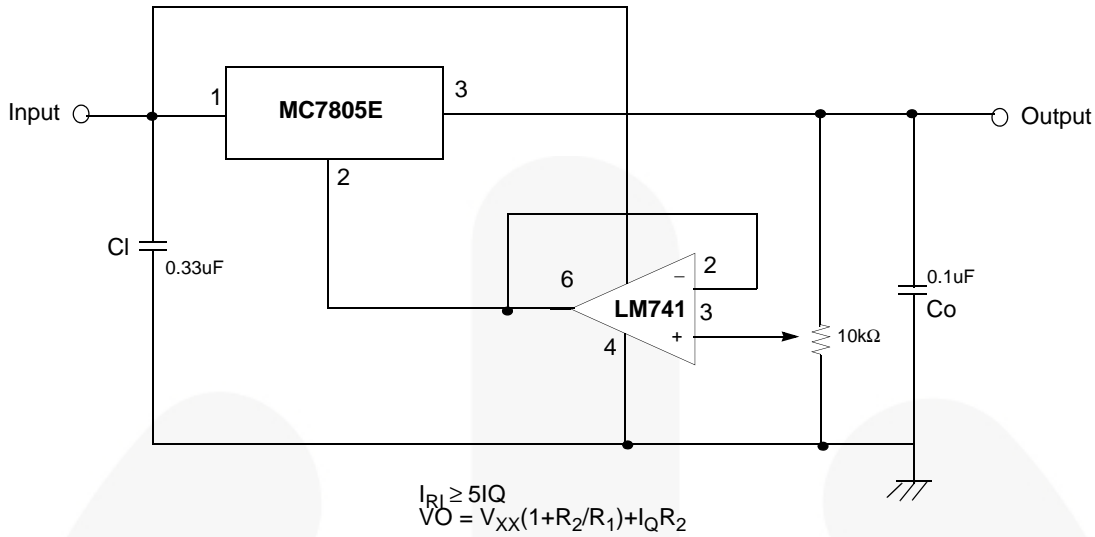 Input
1
MC7805E
3
Output
2
CI
0.33uF
6
2
−
LM741
3
+
4
10kΩ
0.1uF
Co
I_RI ≥ 5IQ
VO = V_XX(1+R_2/R_1)+I_QR_2